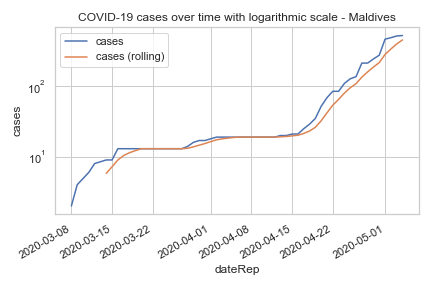 COVID-19 cases over time with logarithmic scale - Maldives
cases
cases (rolling)
cases
10²
10¹
2020-03-08
2020-03-15
2020-03-22
2020-04-01
2020-04-08
2020-04-15
2020-04-22
2020-05-01
dateRep